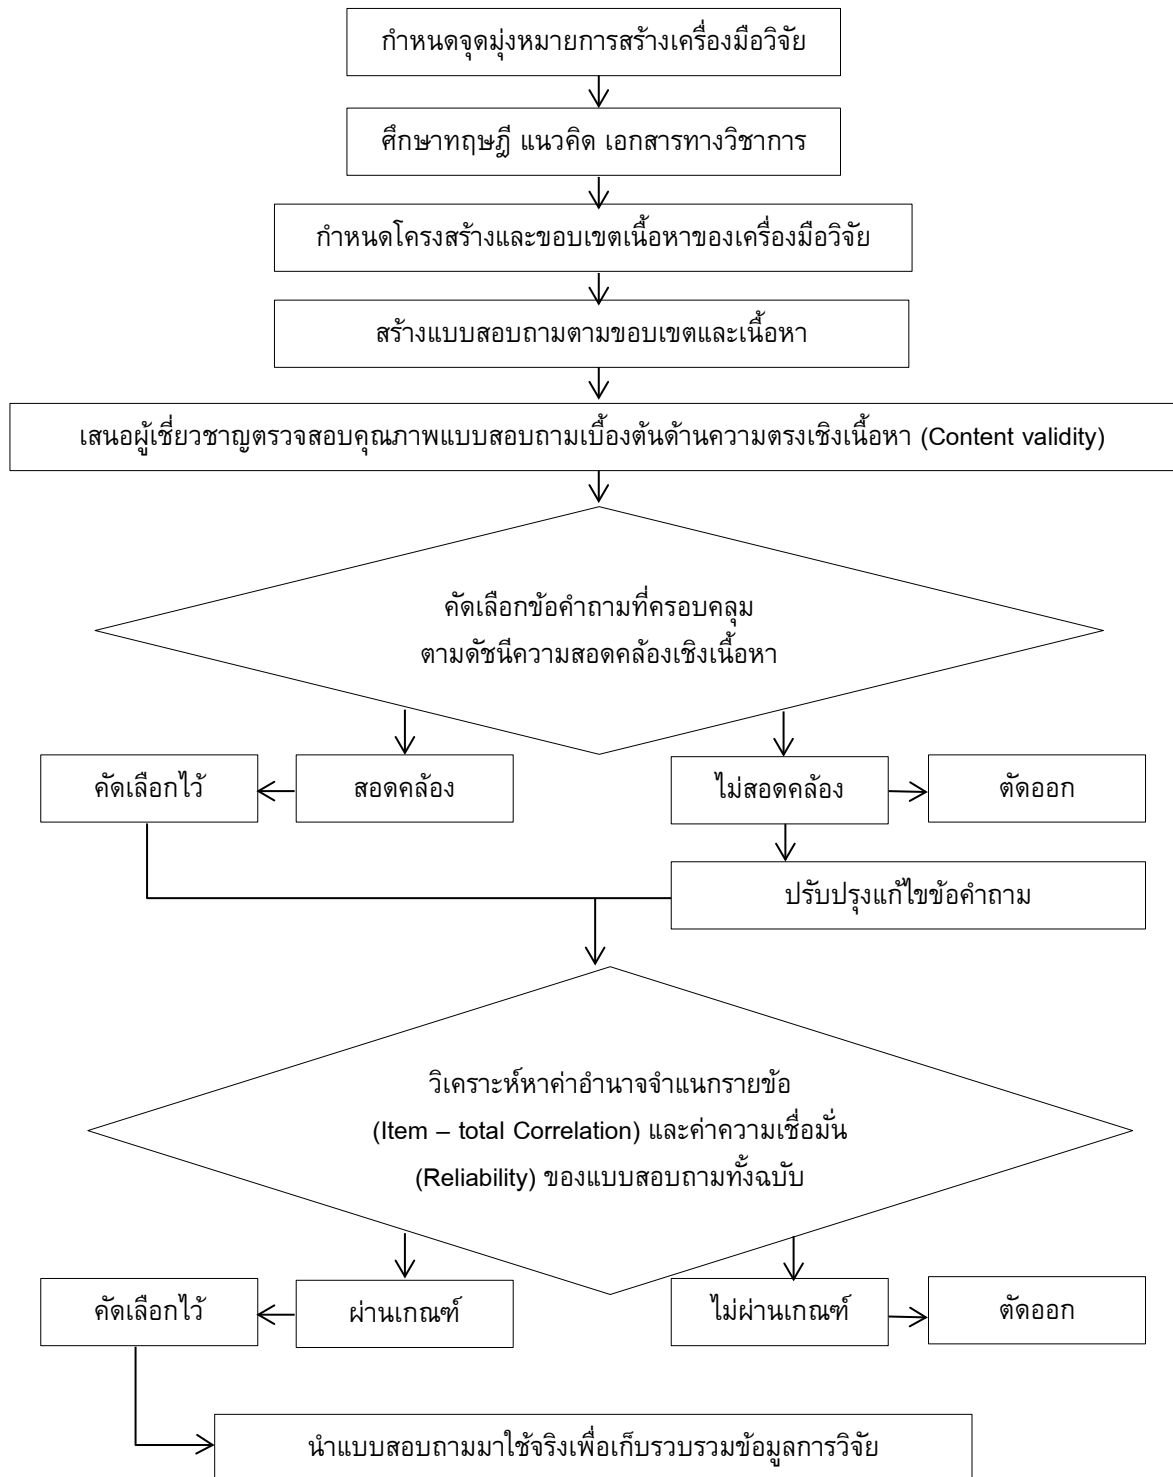 กำหนดจุดมุ่งหมายการสร้างเครื่องมือวิจัย
ศึกษาทฤษฎี แนวคิด เอกสารทางวิชาการ
กำหนดโครงสร้างและขอบเขตเนื้อหาของเครื่องมือวิจัย
สร้างแบบสอบถามตามขอบเขตและเนื้อหา
เสนอผู้เชี่ยวชาญตรวจสอบคุณภาพแบบสอบถามเบื้องต้นด้านความตรงเชิงเนื้อหา (Content validity)
คัดเลือกข้อคำถามที่ครอบคลุม
ตามดัชนีความสอดคล้องเชิงเนื้อหา
คัดเลือกไว้
สอดคล้อง
ไม่สอดคล้อง
ตัดออก
ปรับปรุงแก้ไขข้อคำถาม
วิเคราะห์หาค่าอำนาจจำแนกรายข้อ
(Item – total Correlation) และค่าความเชื่อมั่น
(Reliability) ของแบบสอบถามทั้งฉบับ
คัดเลือกไว้
ผ่านเกณฑ์
ไม่ผ่านเกณฑ์
ตัดออก
นำแบบสอบถามมาใช้จริงเพื่อเก็บรวบรวมข้อมูลการวิจัย